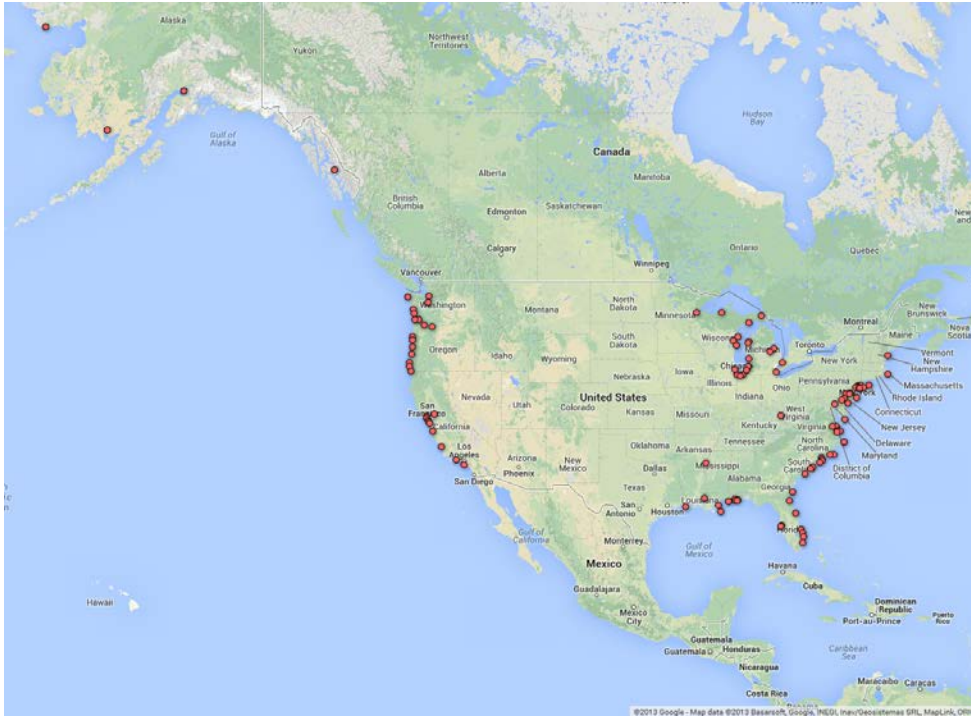 Alaska
Northwest
Territories
Yukon
Hudson
Bay
Gulf of
Alaska
Canada
Alberta
Manitoba
British
Columbia
Saskatchewan
Edmonton
Calgary
Ontario
Quebec
Winnipeg
Vancouver
Washington
North
Dakota
Montana
Minnesota
New
Brunswick
Montreal
Maine
Nova
Scotia
Oregon
Idaho
Wyoming
South
Dakota
Toronto
New York
Vermont
New
Hampshire
Massachusetts
Rhode Island
Connecticut
New Jersey
Delaware
Maryland
District of
Columbia
Iowa
Nebraska
Illinois
Indiana
Ohio
Pennsylvania
United States
Nevada
Utah
Colorado
Kansas
Missouri
West
Virginia
Kentucky
Virginia
San
California
Los
Angeles
San Diego
Arizona
Phoenix
New
Mexico
Oklahoma
Arkansas
Tennessee
North
Carolina
South
Mississippi
Alabama
Georgia
Dallas
Texas
San
Antonio
Houston
Louisiana
Gulf of
California
Monterrey
Gulf of
Mexico
Mexico
Havana
Cuba
Guadalajara
Mexico
City
Hawaii
Dominican
Republic
Port-au-Prince
Puerto
Rico
Guatemala
Guatemala
Honduras
Nicaragua
Caribbean
Sea
Costa Rica
Maracaibo
Caracas
©2013 Google - Map data ©2013 Basarsoft, Google, INEGI, Inav/Geosistemas SRL, MapLink, ORI